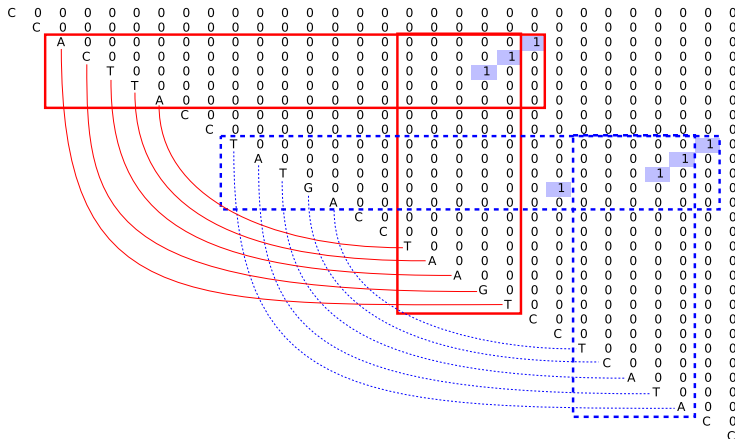 C 0 0 0 0 0 0 0 0 0 0 0 0 0 0 0 0 0 0 0 0 0 0 0 0 0 0 0 0 0
C 0 0 0 0 0 0 0 0 0 0 0 0 0 0 0 0 0 0 0 0 0 0 0 0 0 0 0 0
A 0 0 0 0 0 0 0 0 0 0 0 0 0 0 0 0 0 0 1 0 0 0 0 0 0 0 0
C 0 0 0 0 0 0 0 0 0 0 0 0 0 0 0 0 1 0 0 0 0 0 0 0 0 0
T 0 0 0 0 0 0 0 0 0 0 0 0 0 0 1 0 0 0 0 0 0 0 0 0 0
T 0 0 0 0 0 0 0 0 0 0 0 0 0 0 0 0 0 0 0 0 0 0 0 0
A 0 0 0 0 0 0 0 0 0 0 0 0 0 0 0 0 0 0 0 0 0 0 0
C 0 0 0 0 0 0 0 0 0 0 0 0 0 0 0 0 0 0 0 0 0 0
C 0 0 0 0 0 0 0 0 0 0 0 0 0 0 0 0 0 0 0 0 0
T 0 0 0 0 0 0 0 0 0 0 0 0 0 0 0 0 0 0 1 0
A 0 0 0 0 0 0 0 0 0 0 0 0 0 0 0 0 1 0 0
T 0 0 0 0 0 0 0 0 0 0 0 0 0 0 1 0 0 0
G 0 0 0 0 0 0 0 0 0 1 0 0 0 0 0 0 0
A 0 0 0 0 0 0 0 0 0 0 0 0 0 0 0 0
C 0 0 0 0 0 0 0 0 0 0 0 0 0 0 0
C 0 0 0 0 0 0 0 0 0 0 0 0 0 0
T 0 0 0 0 0 0 0 0 0 0 0 0 0
A 0 0 0 0 0 0 0 0 0 0 0 0
A 0 0 0 0 0 0 0 0 0 0 0
G 0 0 0 0 0 0 0 0 0 0
T 0 0 0 0 0 0 0 0 0
C 0 0 0 0 0 0 0 0
C 0 0 0 0 0 0 0
T 0 0 0 0 0 0
C 0 0 0 0 0
A 0 0 0 0
T 0 0 0
A 0 0
C 0
C